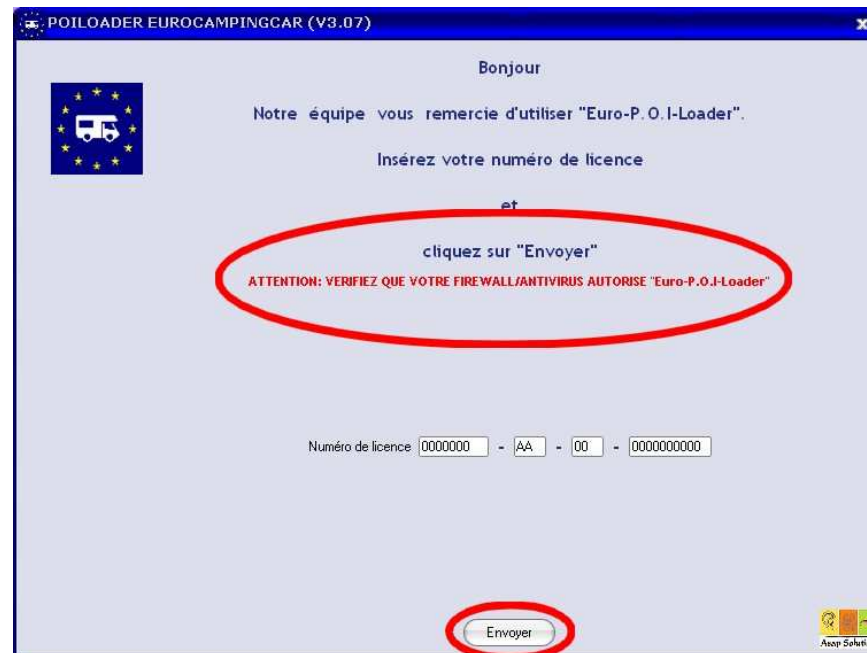 POILOADER EUROCAMPINGCAR (V3.07)
Bonjour
Notre équipe vous remercie d'utiliser "Euro-P.O.I-Loader".
Insérez votre numéro de licence
et
cliquez sur "Envoyer"
ATTENTION: VERIFIEZ QUE VOTRE FIREWALL/ANTIVIRUS AUTORISE "Euro-P.O.I-Loader"
Numéro de licence 0000000 - AA - 00 - 0000000000
Envoyer
Asap